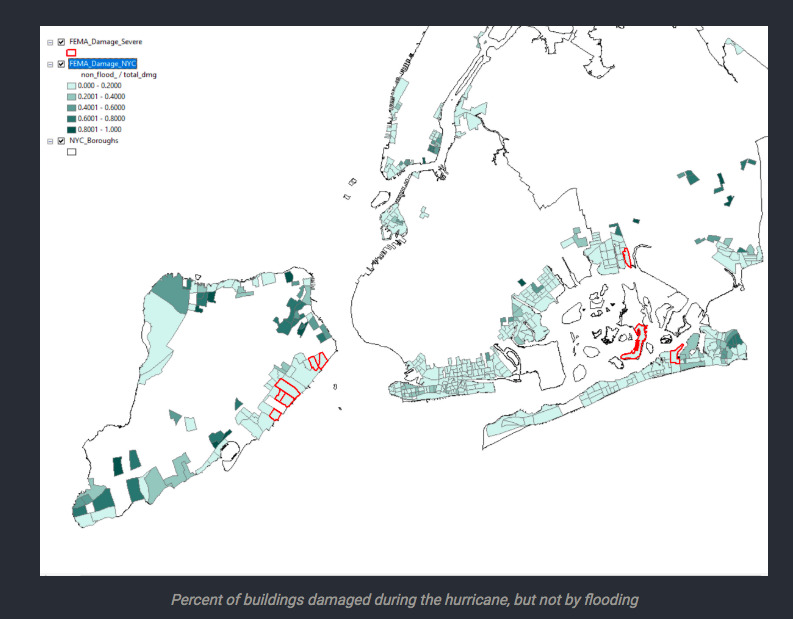 FEMA_Damage_Severe
FEMA_Damage_NYC
non_flood_ / total_dmg
0.000 - 0.2000
0.2001 - 0.4000
0.4001 - 0.6000
0.6001 - 0.8000
0.8001 - 1.000
NYC_Boroughs
Percent of buildings damaged during the hurricane, but not by flooding